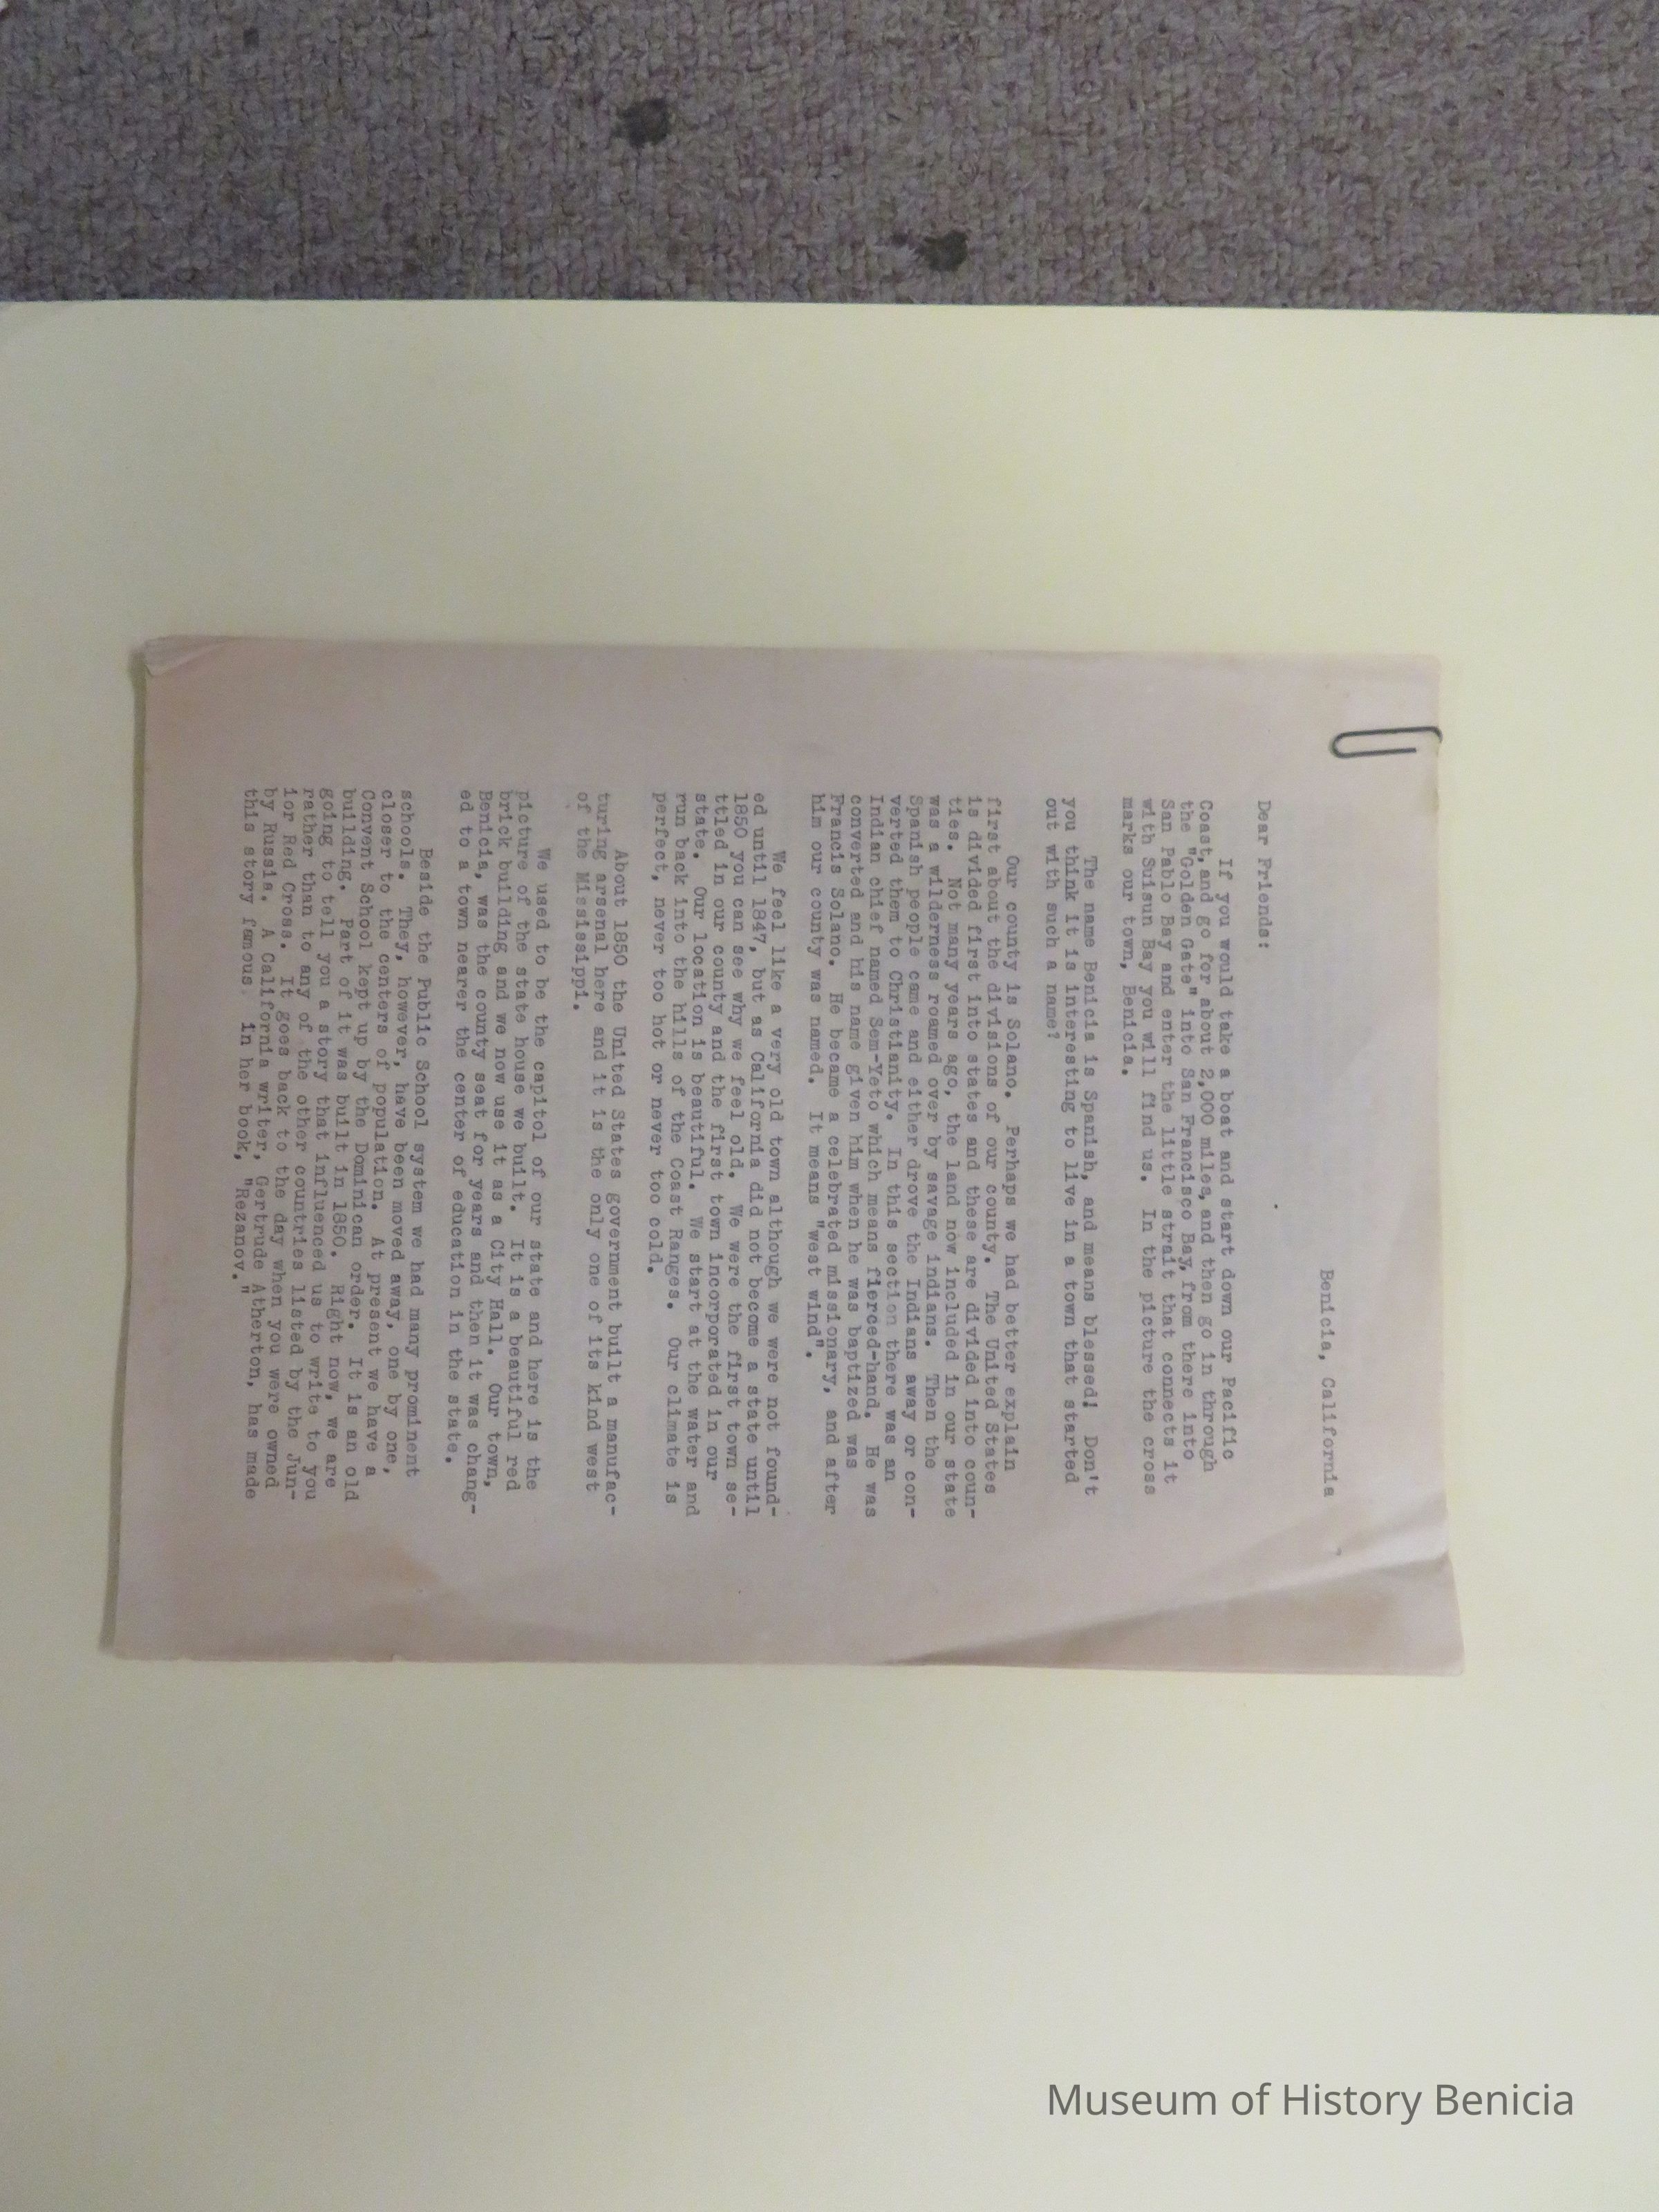 Benicia, California
Dear Friends:
If you would take a boat and start down our Pacific
Coast, and go for about 2,000 miles, and then go in through
the "Golden Gate" into San Francisco Bay, from there into
San Pablo Bay and enter the little strait that connects it
with Suisun Bay you will find us. In the picture the cross
marks our town, Benicia.
The name Benicia is Spanish, and means blessed! Don't
you think it is interesting to live in a town that started
out with such a name?
Our county is Solano. Perhaps we had better explain
first about the divisions of our county. The United States
is divided first into states and these are divided into coun-
ties. Not many years ago, the land now included in our state
was a wilderness roamed over by savage indians. Then the
Spanish people came and either drove the Indians away or con-
verted them to Christianity. In this section there was an
Indian chief named Sem-Yeto which means fierced-hand. He was
converted and his name given him when he was baptized was
Francis Solano. He became a celebrated missionary, and after
him our county was named. It means "west wind".
We feel like a very old town although we were not found-
ed until 1847, but as California did not become a state until
1850 you can see why we feel old. We were the first town se-
ttled in our county and the first town incorporated in our
state. Our location is beautiful. We start at the water and
run back into the hills of the Coast Ranges. Our climate is
perfect, never too hot or never too cold.
About 1850 the United States government built a manufac-
turing arsenal here and it is the only one of its kind west
of the Mississippi.
We used to be the capitol of our state and here is the
picture of the state house we built. It is a beautiful red
brick building and we now use it as a City Hall. Our town,
Benicia, was the county seat for years and then it was chang-
ed to a town nearer the center of education in the state.
Beside the Public School system we had many prominent
schools. They, however, have been moved away, one by one,
closer to the centers of population. At present we have a
Convent School kept up by the Dominican order. It is an old
building. Part of it was built in 1850. Right now, we are
going to tell you a story that influenced us to write to you
rather than to any of the other countries listed by the Jun-
ior Red Cross. It goes back to the day when you were owned
by Russia. A California writer, Gertrude Atherton, has made
this story famous in her book, "Rezanov."
Museum of History Benicia